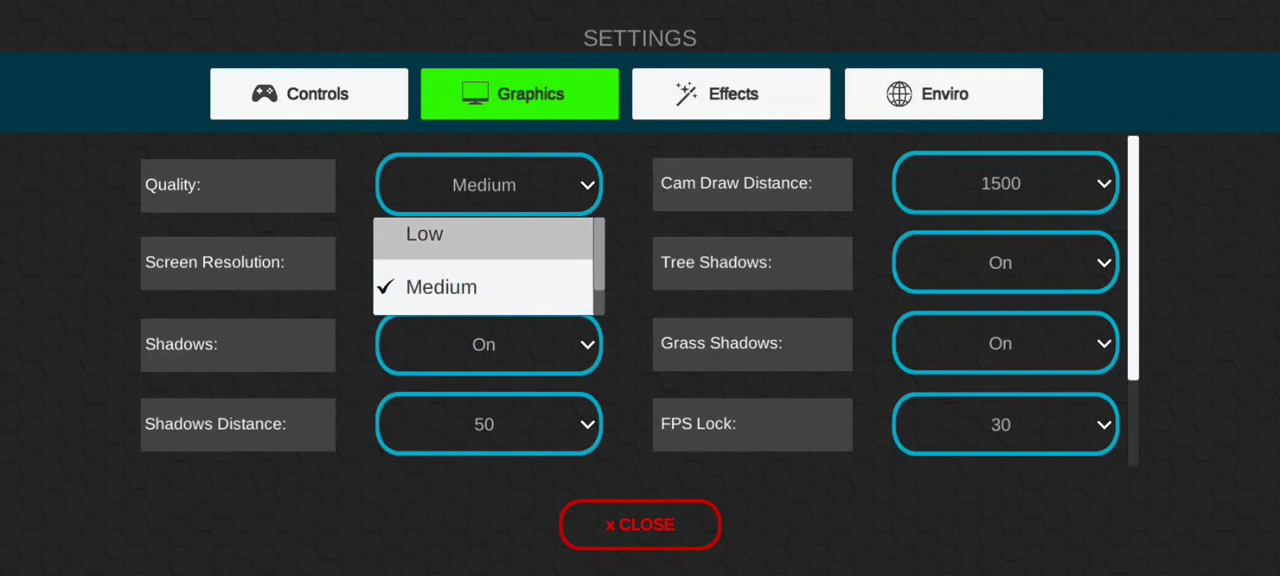 SETTINGS
Controls
Graphics
Effects
Enviro
Quality:
Medium
Low
Medium
Cam Draw Distance:
1500
Screen Resolution:
Tree Shadows:
On
Shadows:
On
Grass Shadows:
On
Shadows Distance:
50
FPS Lock:
30
x CLOSE